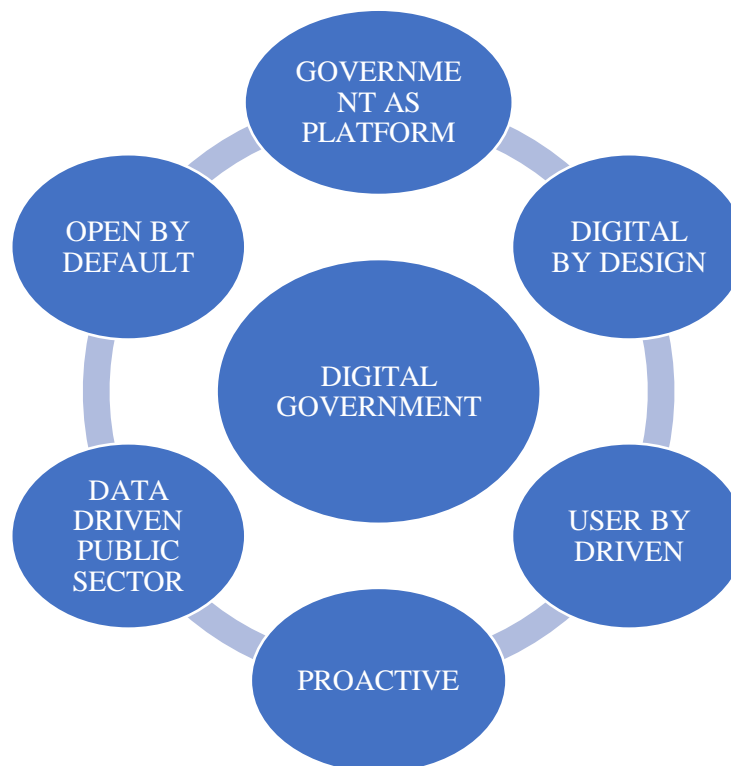 GOVERNME
NT AS
PLATFORM
OPEN BY
DEFAULT
DIGITAL
BY DESIGN
DIGITAL
GOVERNMENT
DATA
DRIVEN
PUBLIC
SECTOR
USER BY
DRIVEN
PROACTIVE